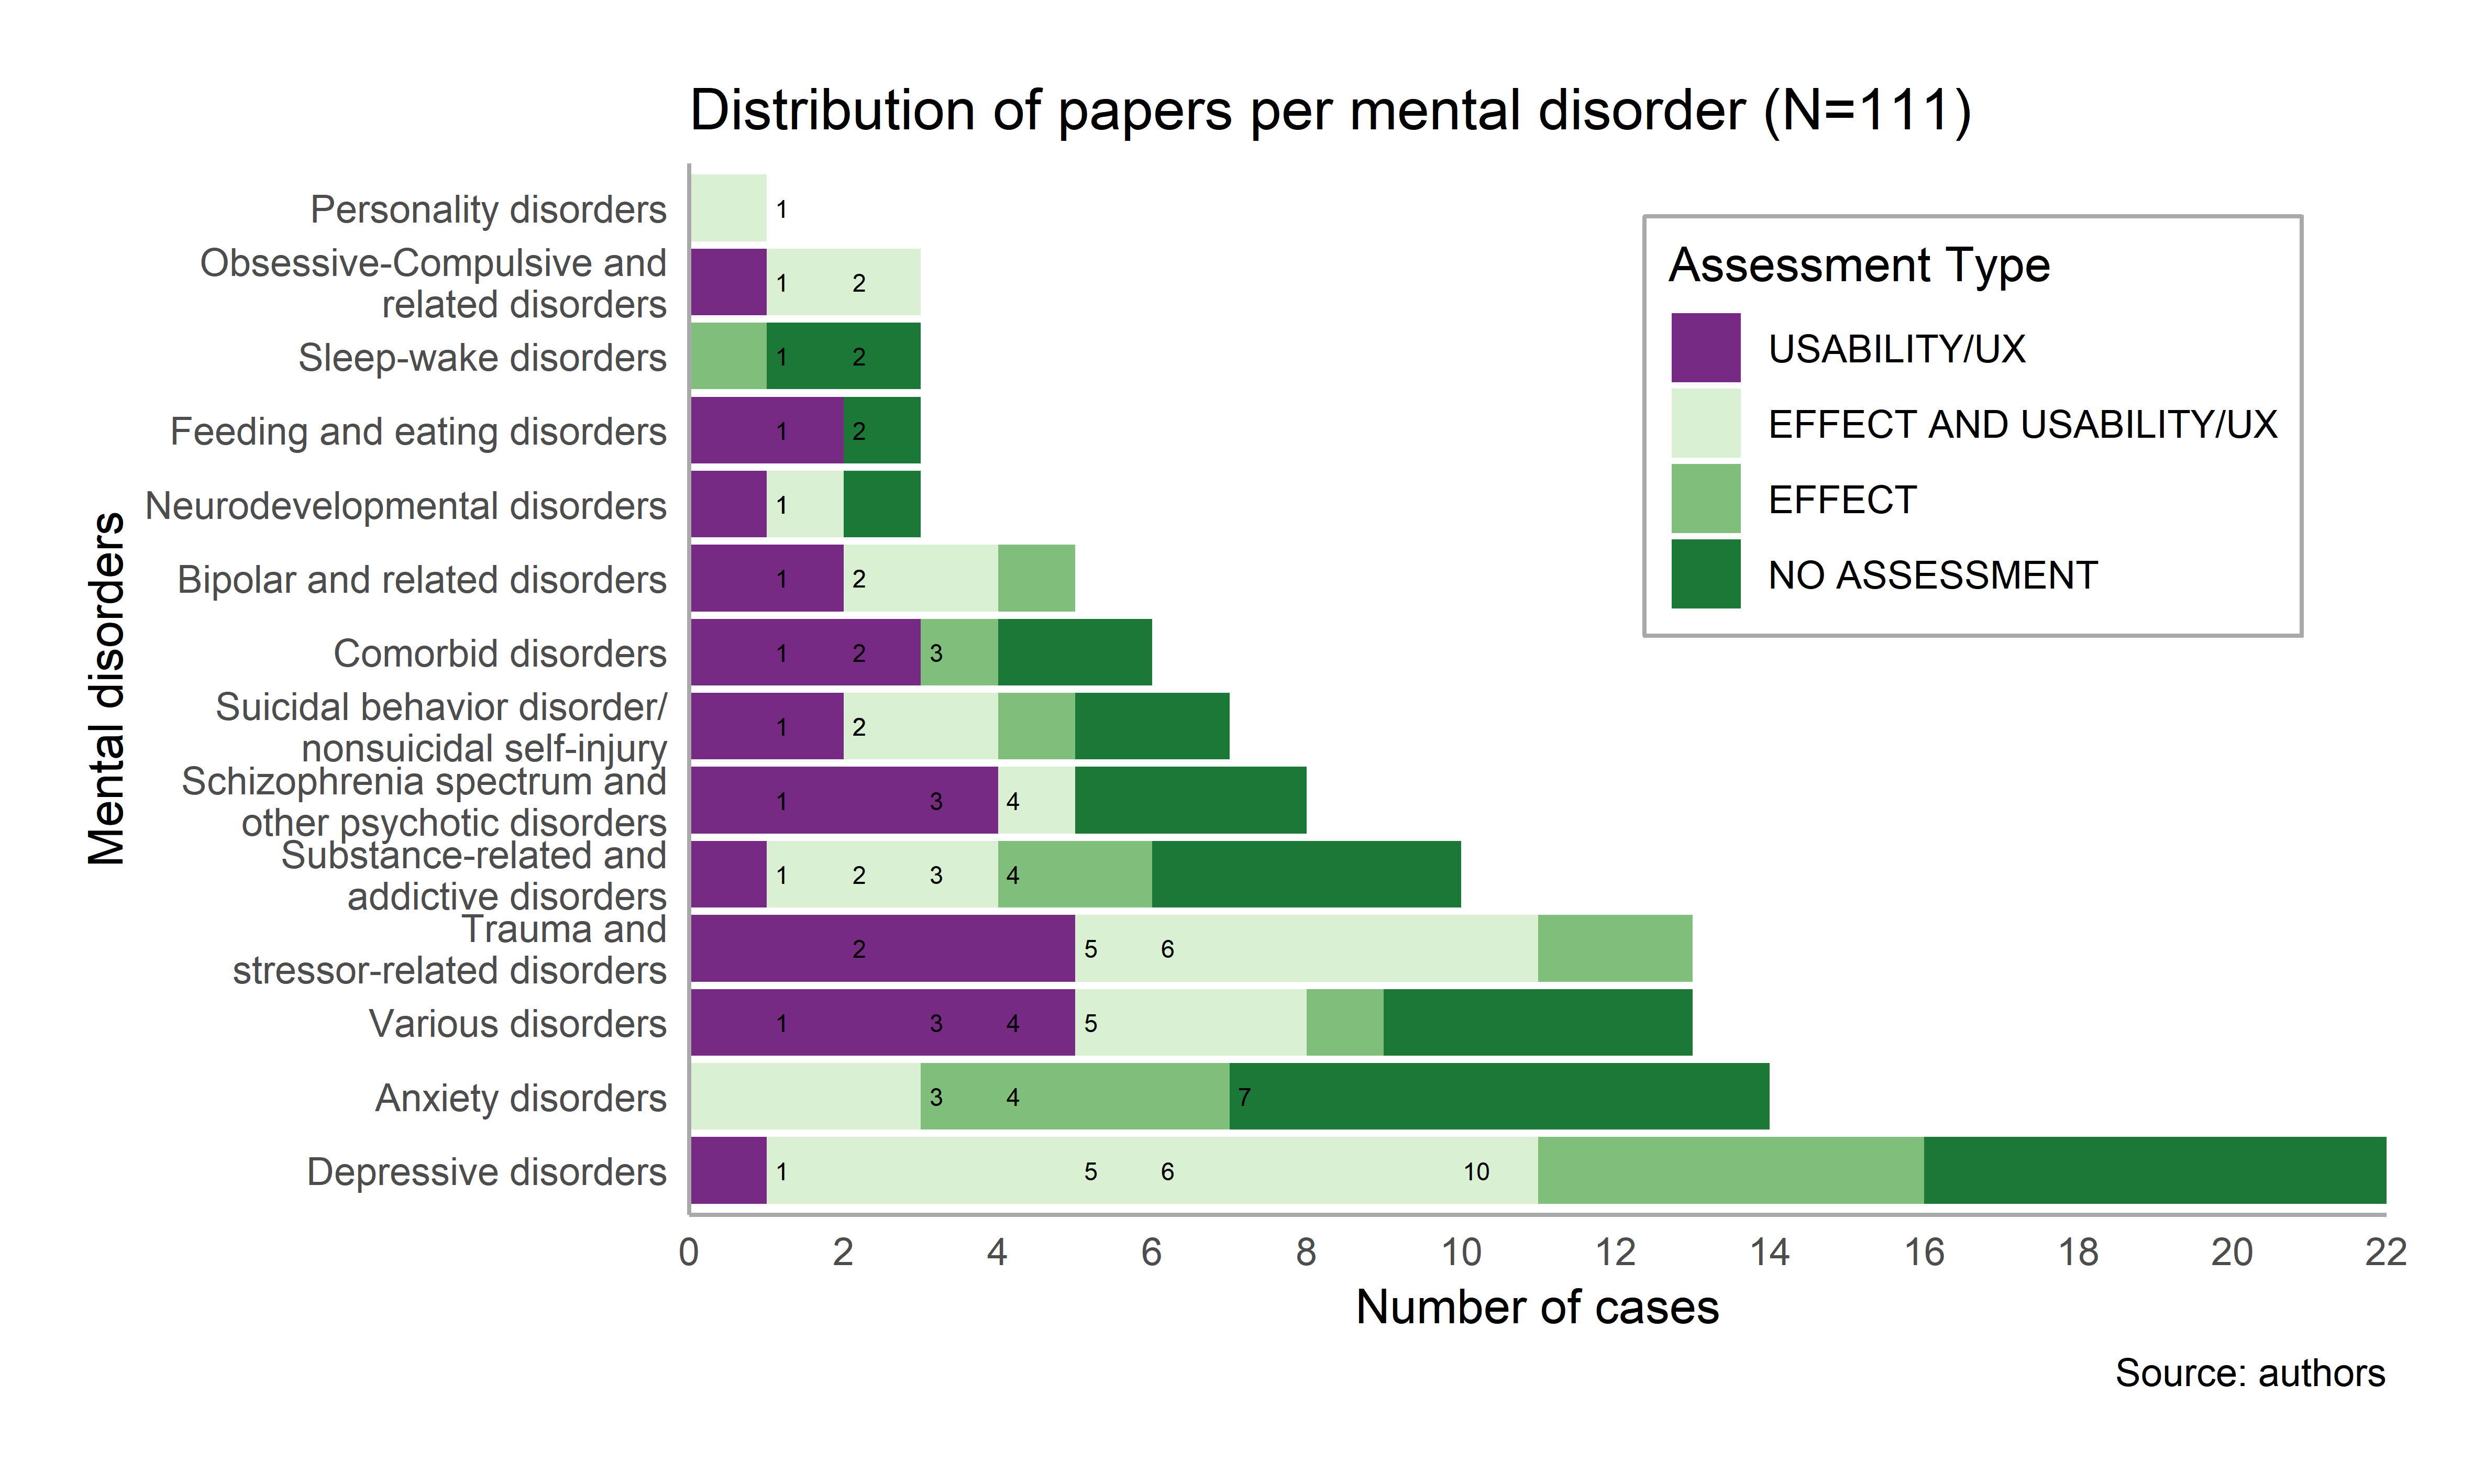 Distribution of papers per mental disorder (N=111)
Personality disorders
1
Obsessive-Compulsive and
related disorders
1 2
Sleep-wake disorders
1 2
Feeding and eating disorders
1 2
Neurodevelopmental disorders
1
Bipolar and related disorders
1 2
Comorbid disorders
1 2 3
Suicidal behavior disorder/
nonsuicidal self-injury
1 2
Schizophrenia spectrum and
other psychotic disorders
1 3 4
Substance-related and
addictive disorders
1 2 3 4
Trauma and
stressor-related disorders
2 5 6
Various disorders
1 3 4 5
Anxiety disorders
3 4 7
Depressive disorders
1 5 6 10
Mental disorders
Assessment Type
USABILITY/UX
EFFECT AND USABILITY/UX
EFFECT
NO ASSESSMENT
0 2 4 6 8 10 12 14 16 18 20 22
Number of cases
Source: authors